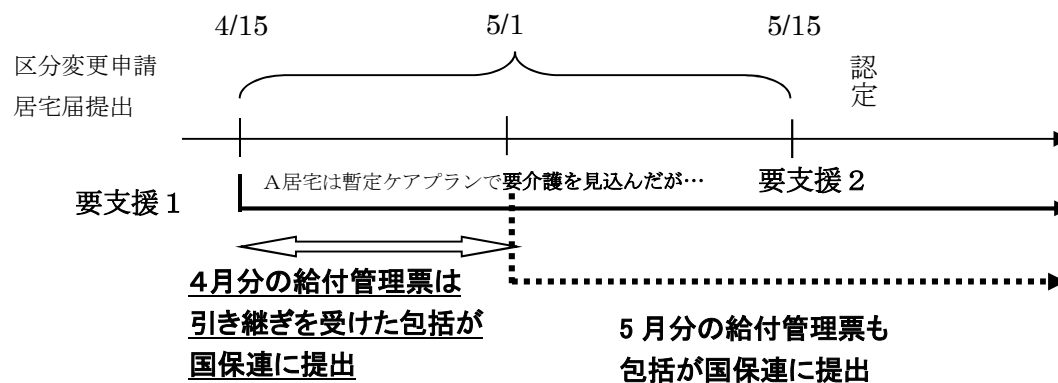 4/15
5/1
5/15
区分変更申請
居宅届提出
認定
A居宅は暫定ケアプランで要介護を見込んだが…
要支援2
要支援1
4月分の給付管理票は
引き継ぎを受けた包括が
国保連に提出
5月分の給付管理票も
包括が国保連に提出